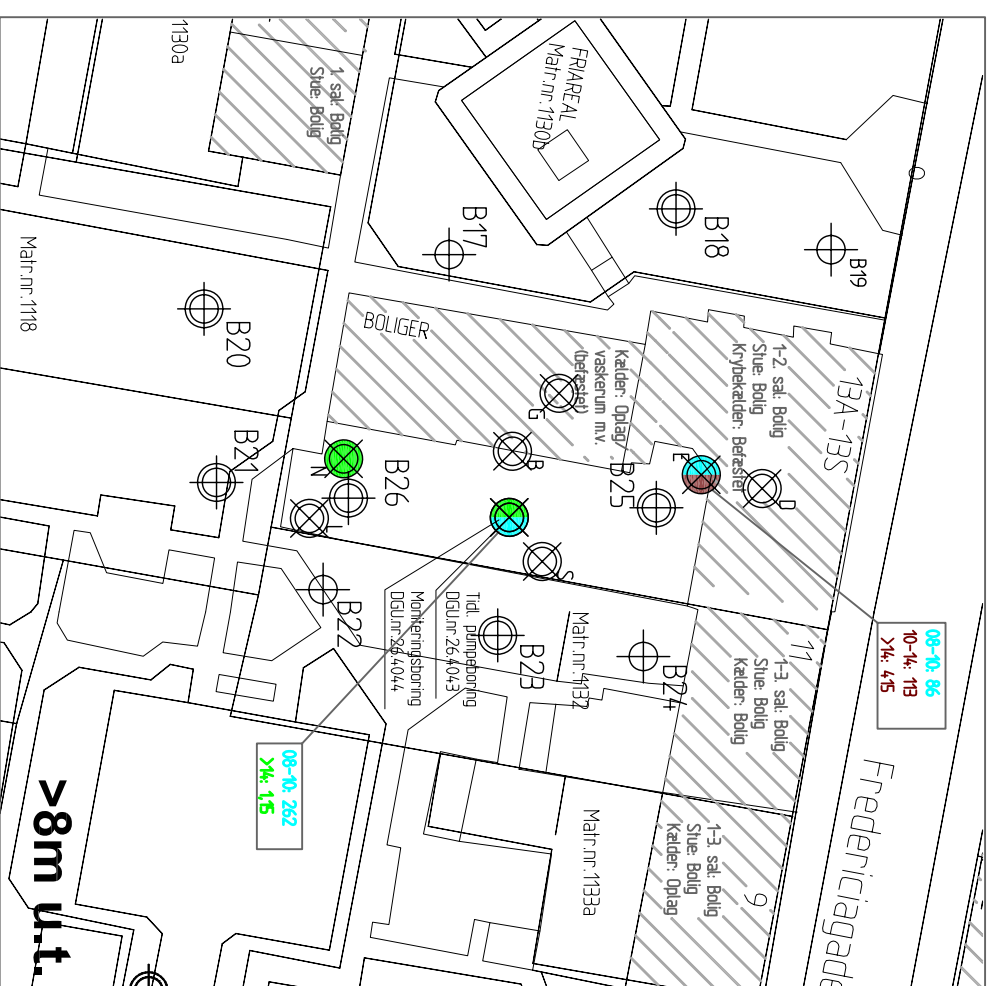 1130a
1 sal: Bolig
Stue: Bolig
FRIAREAL
Matr.nr. 1130b
B17
B18
B19
Matr.nr. 1118
B20
BOLIGER
Kælder: Oplag
vaskerum m.v.
(befæstet)
1-2. sal: Bolig
Stue: Bolig
Krybekælder: Befæstet
13A-13S
G
B
E
D
N
S
B21
B26
B25
B22
B23
B24
Tidl. pumpeboring
DGU.nr.26.4043
Moniteringsboring
DGU.nr.26.4044
Matr.nr.1132
11
1-3. sal: Bolig
Stue: Bolig
Kælder: Bolig
08-10: 86
10-14: 113
>14: 415
08-10: 262
>14: 1,15
Fredericiagade
9
1-3. sal: Bolig
Stue: Bolig
Kælder: Oplag
Matr.nr.1133a
>8m u.t.